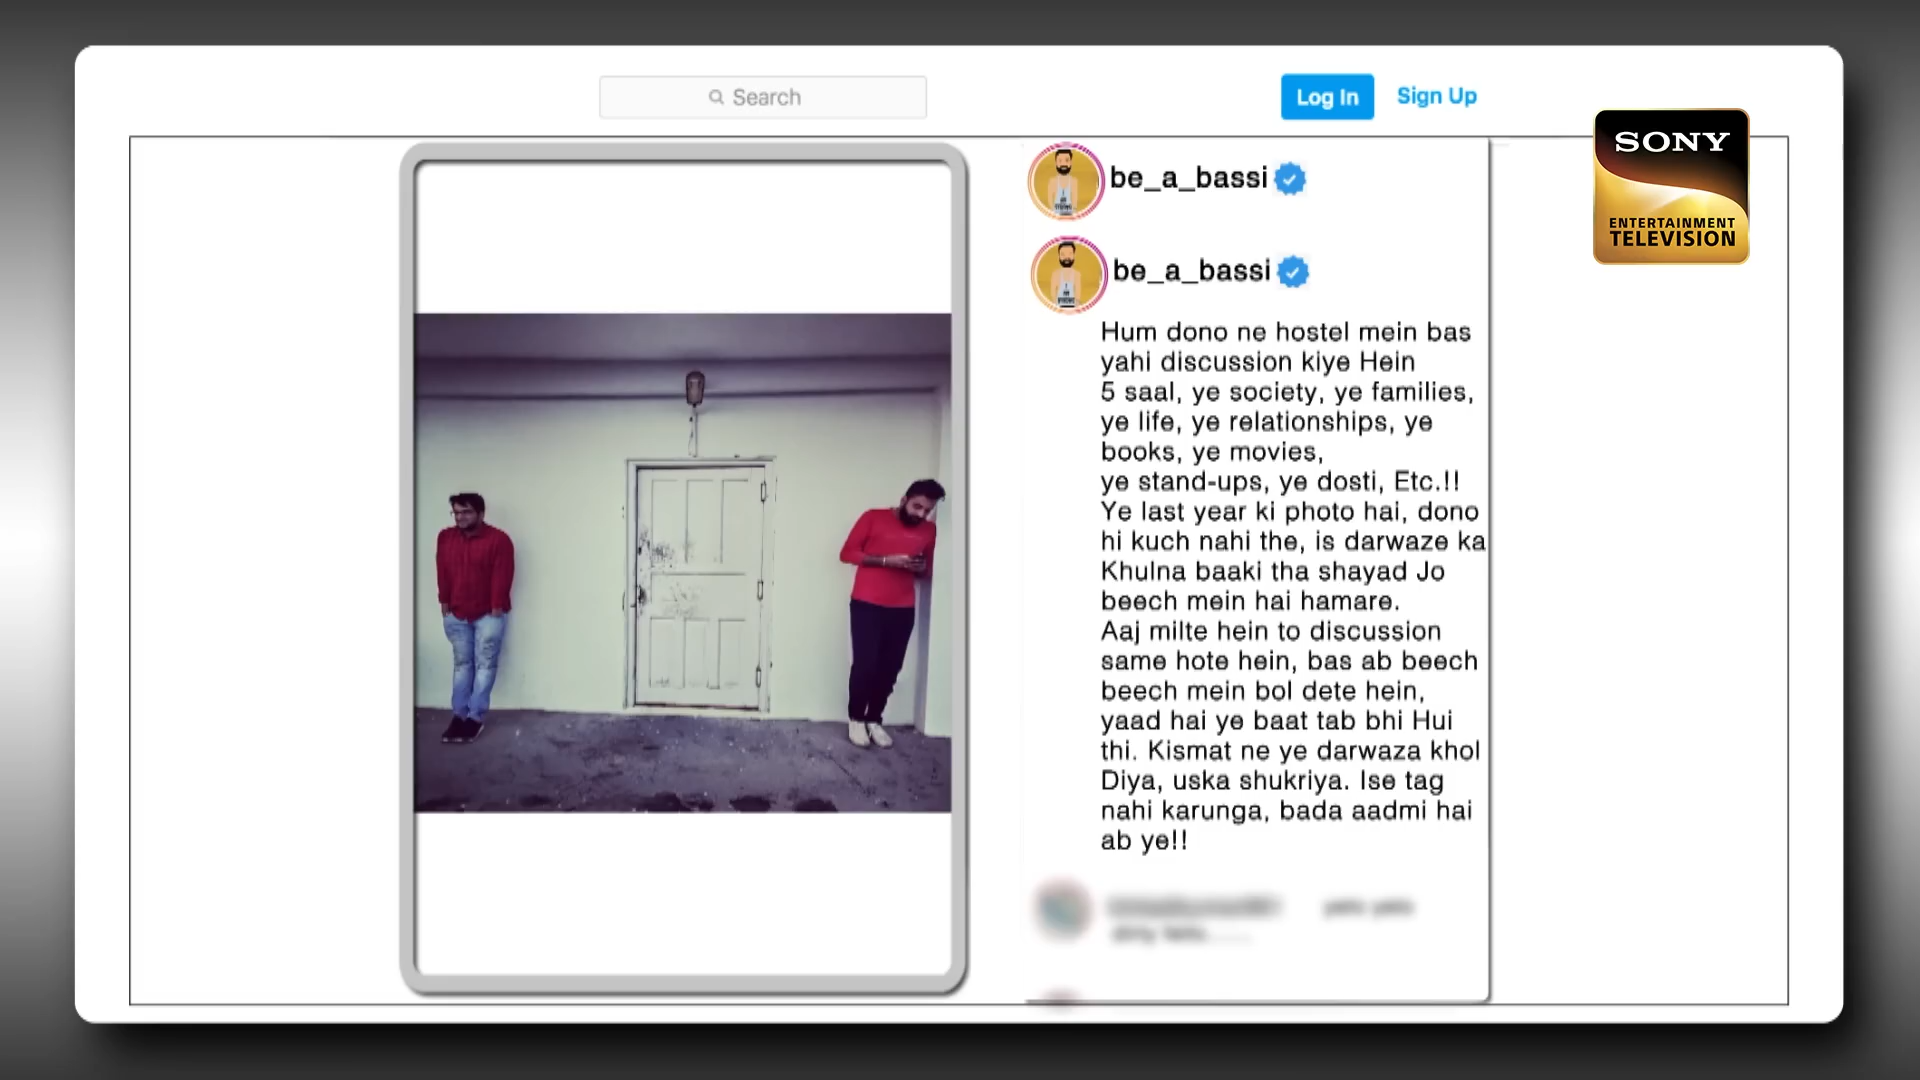 Search
Log In
Sign Up
SONY
ENTERTAINMENT
TELEVISION
be_a_bassi
be_a_bassi
Hum dono ne hostel mein bas
yahi discussion kiye Hein
5 saal, ye society, ye families,
ye life, ye relationships, ye
books, ye movies,
ye stand-ups, ye dosti, Etc.!!
Ye last year ki photo hai, dono
hi kuch nahi the, is darwaze ka
Khulna baaki tha shayad Jo
beech mein hai hamare.
Aaj milte hein to discussion
same hote hein, bas ab beech
beech mein bol dete hein,
yaad hai ye baat tab bhi Hui
thi. Kismat ne ye darwaza khol
Diya, uska shukriya. Ise tag
nahi karunga, bada aadmi hai
ab ye!!